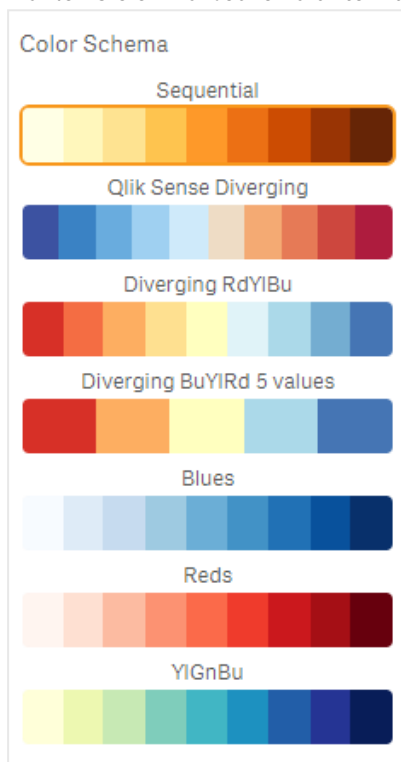 Color Schema
Sequential
Qlik Sense Diverging
Diverging RdYlBu
Diverging BuYlRd 5 values
Blues
Reds
YlGnBu